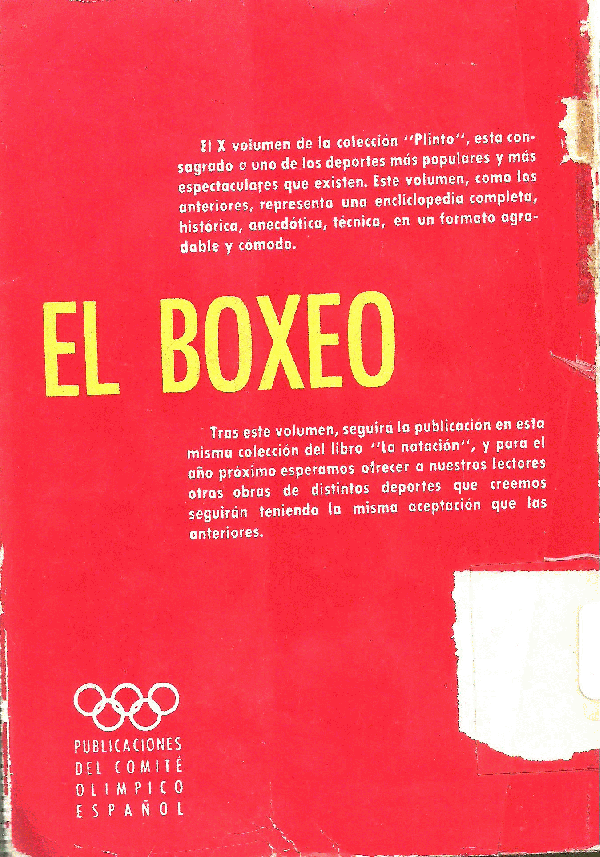 El X volumen de la colección "Plinto", esta con-
sagrado a uno de los deportes más populares y más
espectaculares que existen. Este volumen, como los
anteriores, representa una encliclopedia completa,
histórica, anecdótica, técnica, en un formato agra-
dable y cómodo.
EL BOXEO
Tras este volumen, seguira la publicación en esta
misma colección del libro "la natación", y para el
año próximo esperamos ofrecer a nuestros lectores
otras obras de distintos deportes que creemos
seguirán teniendo la misma aceptación que las
anteriores.
PUBLICACIONES
DEL COMITÉ
OLIMPICO
ESPAÑOL